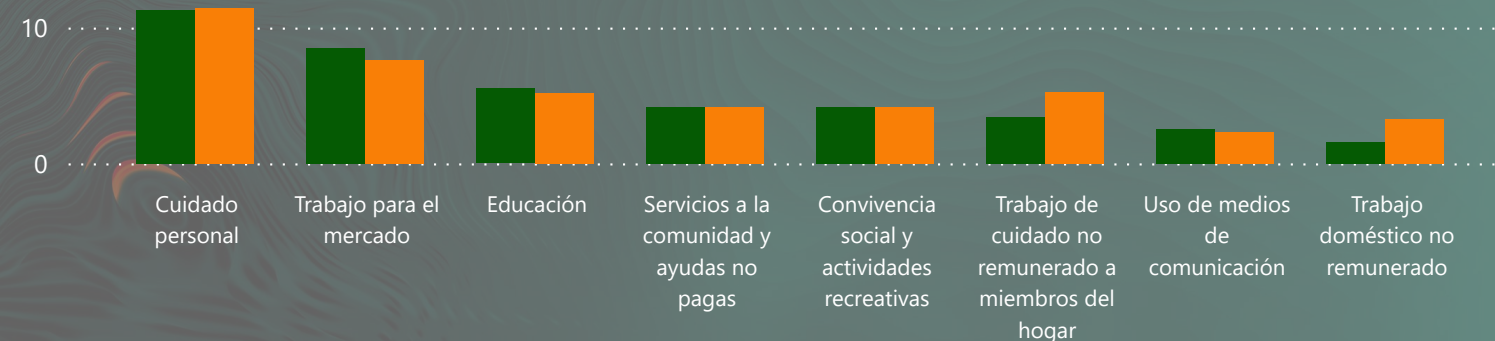 10
0
Cuidado
personal
Trabajo para el
mercado
Educación
Servicios a la
comunidad y
ayudas no
pagas
Convivencia
social y
actividades
recreativas
Trabajo de
cuidado no
remunerado a
miembros del
hogar
Uso de medios
de
comunicación
Trabajo
doméstico no
remunerado